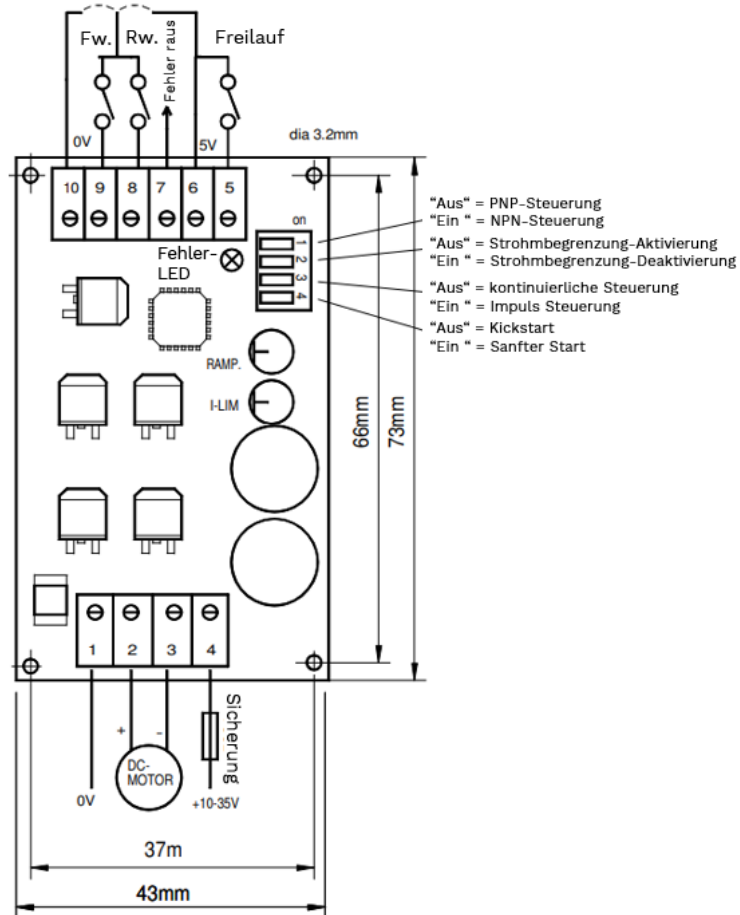 Fw. Rw. Fehler raus Freilauf
0V 5V dia 3.2mm
10 9 8 7 6 5
on
1
2
3
4
"Aus" = PNP-Steuerung
"Ein " = NPN-Steuerung
"Aus" = Strohmbegrenzung-Aktivierung
"Ein " = Strohmbegrenzung-Deaktivierung
"Aus" = kontinuierliche Steuerung
"Ein " = Impuls Steuerung
"Aus" = Kickstart
"Ein " = Sanfter Start
Fehler-
LED
RAMP.
I-LIM
66mm 73mm
1 2 3 4
+ -
Sicherung
DC-
MOTOR
0V +10-35V
37m
43mm